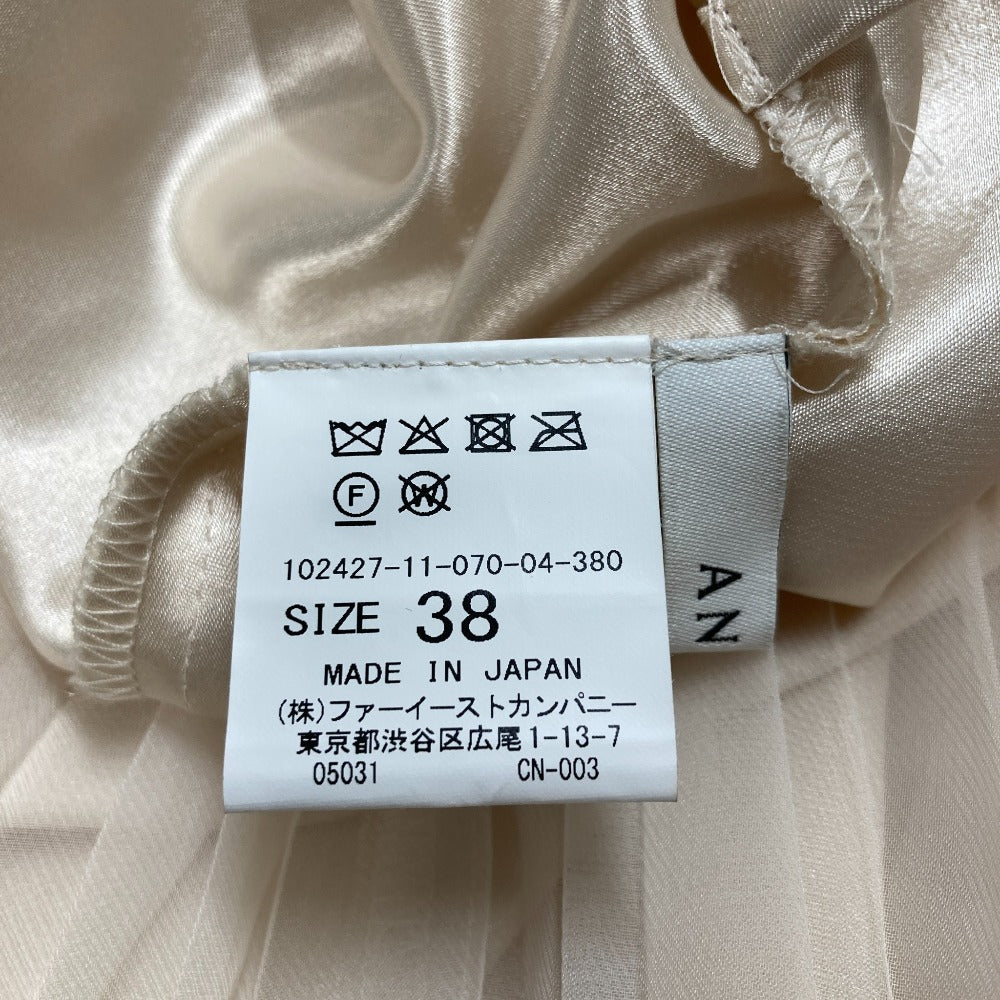 F
W
102427-11-070-04-380
SIZE 38
MADE IN JAPAN
(株)ファーイーストカンパニー
東京都渋谷区広尾1-13-7
05031 CN-003
AN